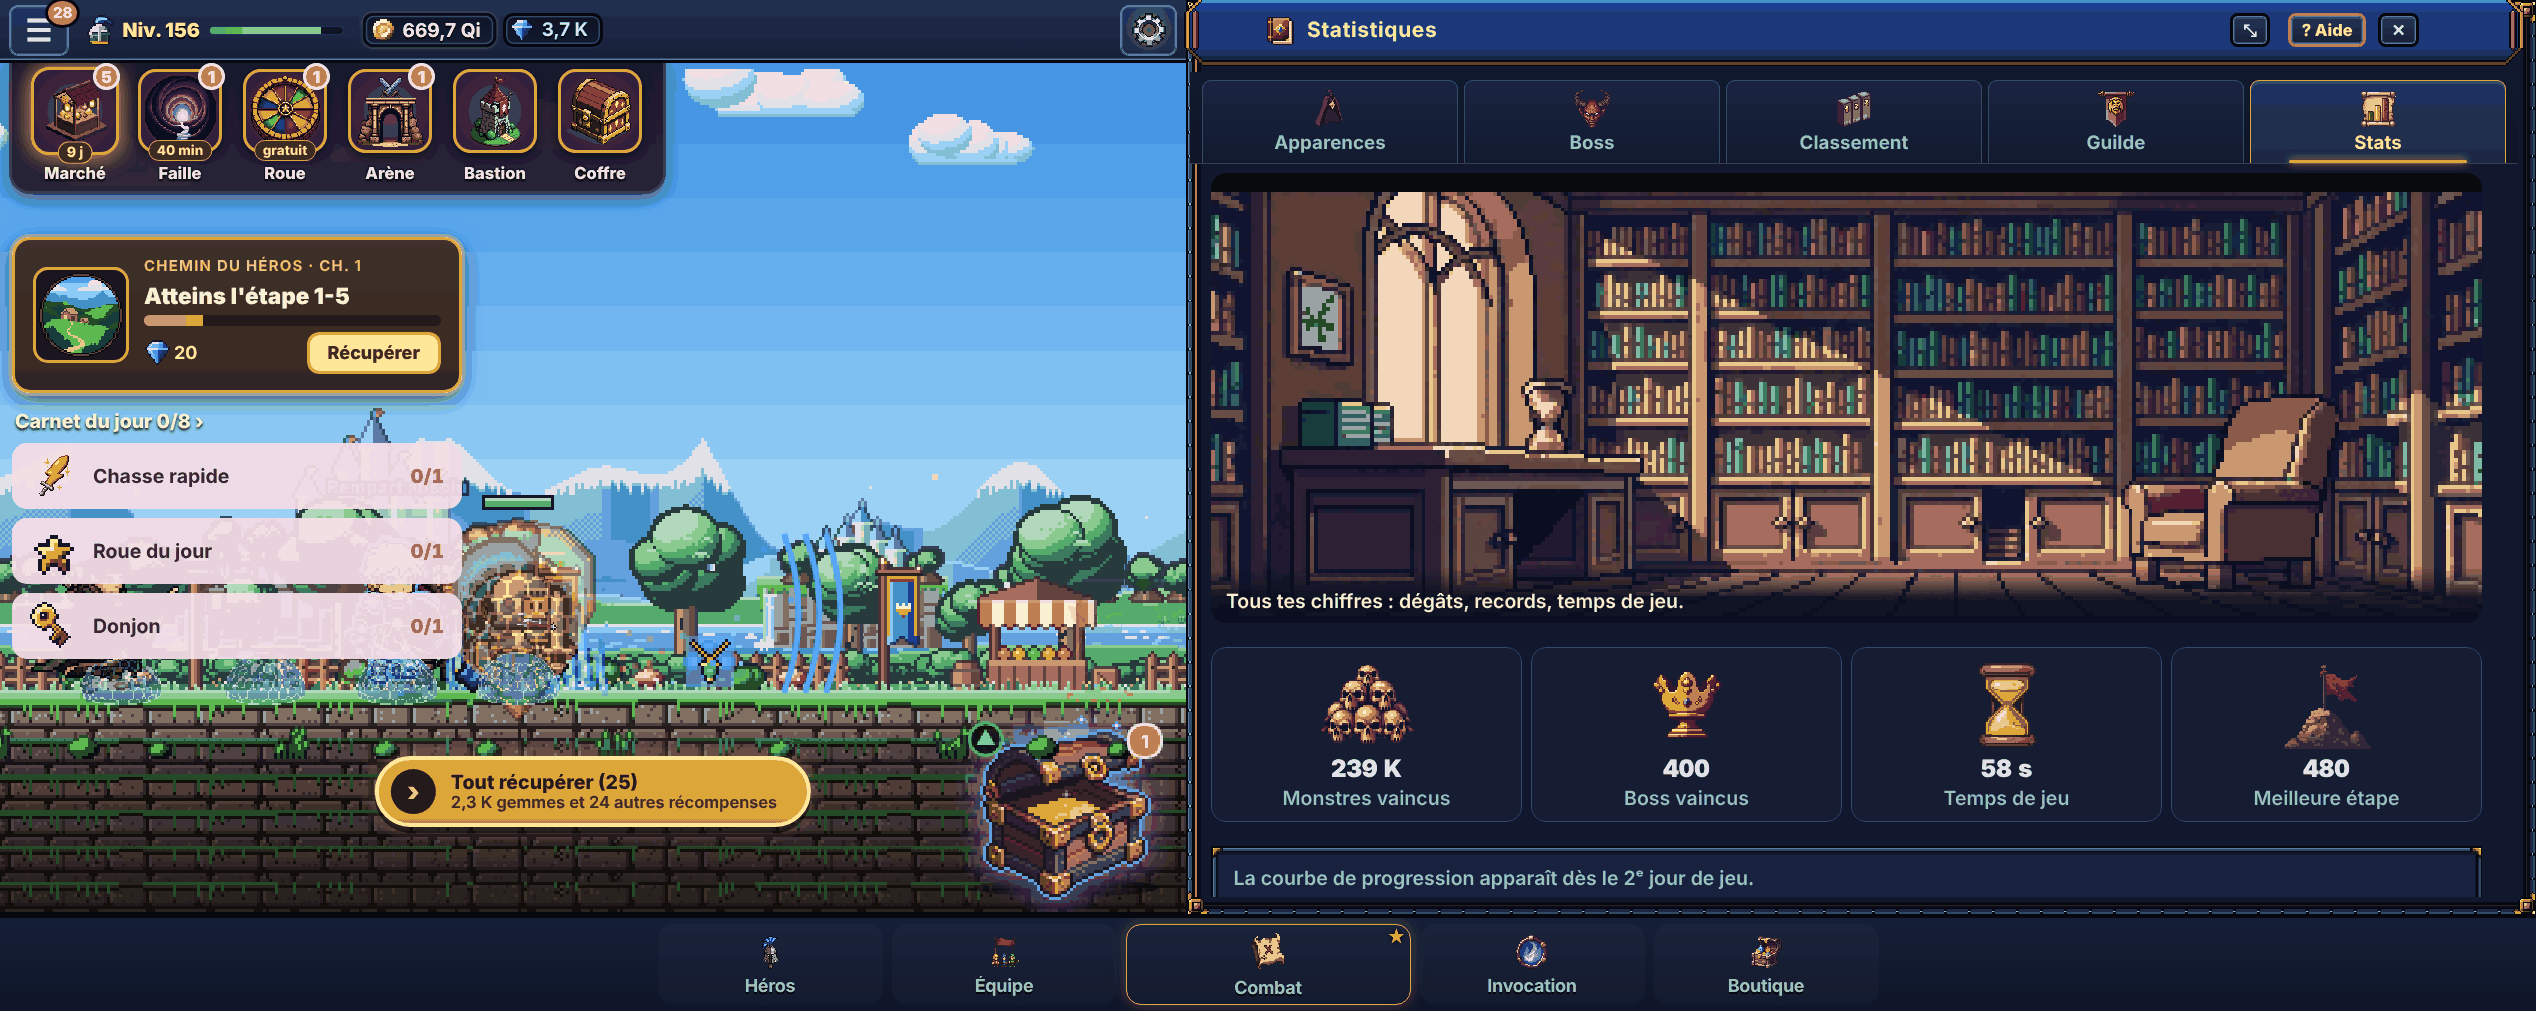 28
Niv. 156
669,7 Qi
3,7 K
5
1
1
1
9 j
40 min
gratuit
Marché
Faille
Roue
Arène
Bastion
Coffre
CHEMIN DU HÉROS · CH. 1
Atteins l'étape 1-5
20
Récupérer
Carnet du jour 0/8 ›
Chasse rapide 0/1
Roue du jour 0/1
Donjon 0/1
1
Tout récupérer (25)
2,3 K gemmes et 24 autres récompenses
Statistiques
? Aide
Apparences
Boss
Classement
Guilde
Stats
Tous tes chiffres : dégâts, records, temps de jeu.
239 K
Monstres vaincus
400
Boss vaincus
58 s
Temps de jeu
480
Meilleure étape
La courbe de progression apparaît dès le 2ᵉ jour de jeu.
Héros
Équipe
Combat
Invocation
Boutique